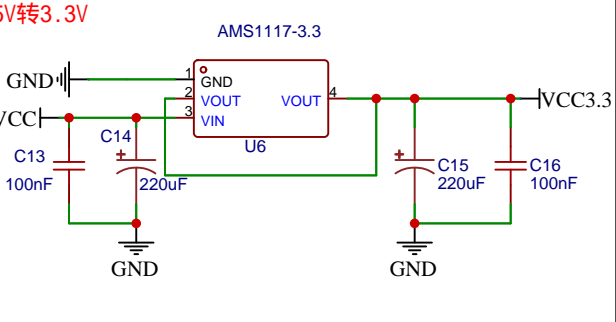 5V转3.3V
AMS1117-3.3
GND
1
GND
2
VOUT
VOUT
4
VCC3.3
VCC
3
VIN
C14
U6
C13
100nF
220uF
C15
220uF
C16
100nF
GND
GND